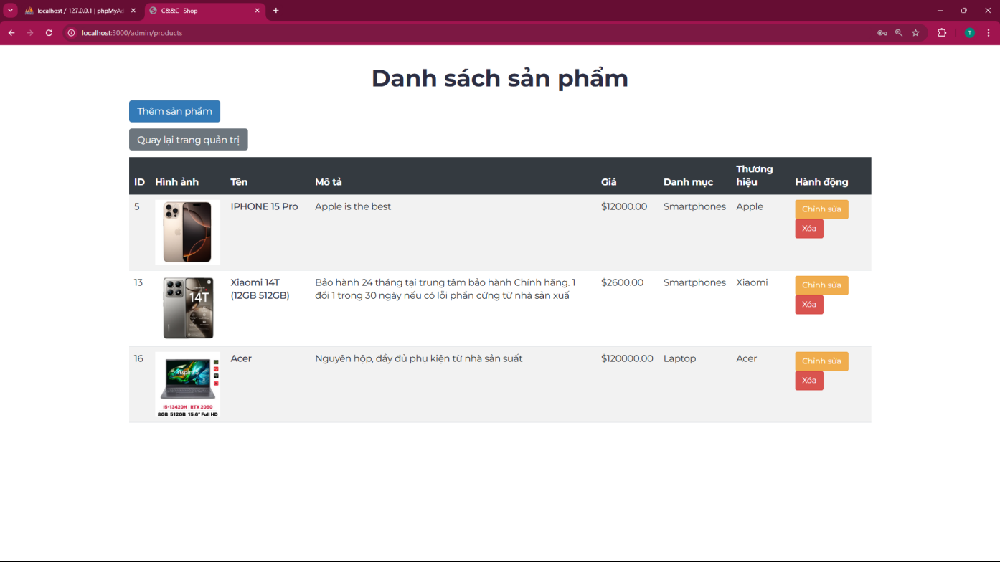 localhost / 127.0.0.1 | phpMyAd
C&&C- Shop
localhost:3000/admin/products
T
Danh sách sản phẩm
Thêm sản phẩm
Quay lại trang quản trị
ID Hình ảnh Tên Mô tả Giá Danh mục Thương hiệu Hành động
5 IPHONE 15 Pro Apple is the best $12000.00 Smartphones Apple Chỉnh sửa
Xóa
13 Xiaomi 14T Bảo hành 24 tháng tại trung tâm bảo hành Chính hãng. 1 $2600.00 Smartphones Xiaomi Chỉnh sửa
(12GB 512GB) đổi 1 trong 30 ngày nếu có lỗi phần cứng từ nhà sản xuấ
14T
Xóa
16 Acer Nguyên hộp, đầy đủ phụ kiện từ nhà sản suất $120000.00 Laptop Acer Chỉnh sửa
Aspire 5
Xóa
i5-13420H RTX 2050
8GB 512GB 15.6" Full HD